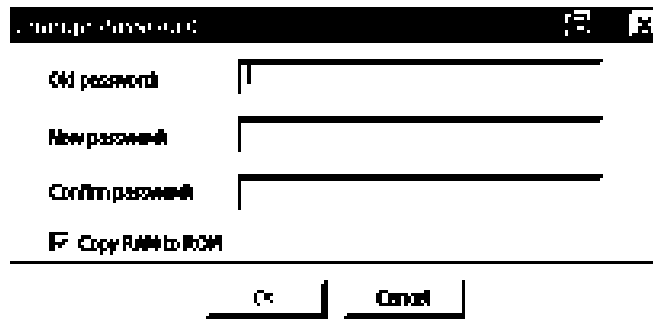 Change Password
Old password:
New password:
Confirm password:
Copy RAM to ROM
OK
Cancel